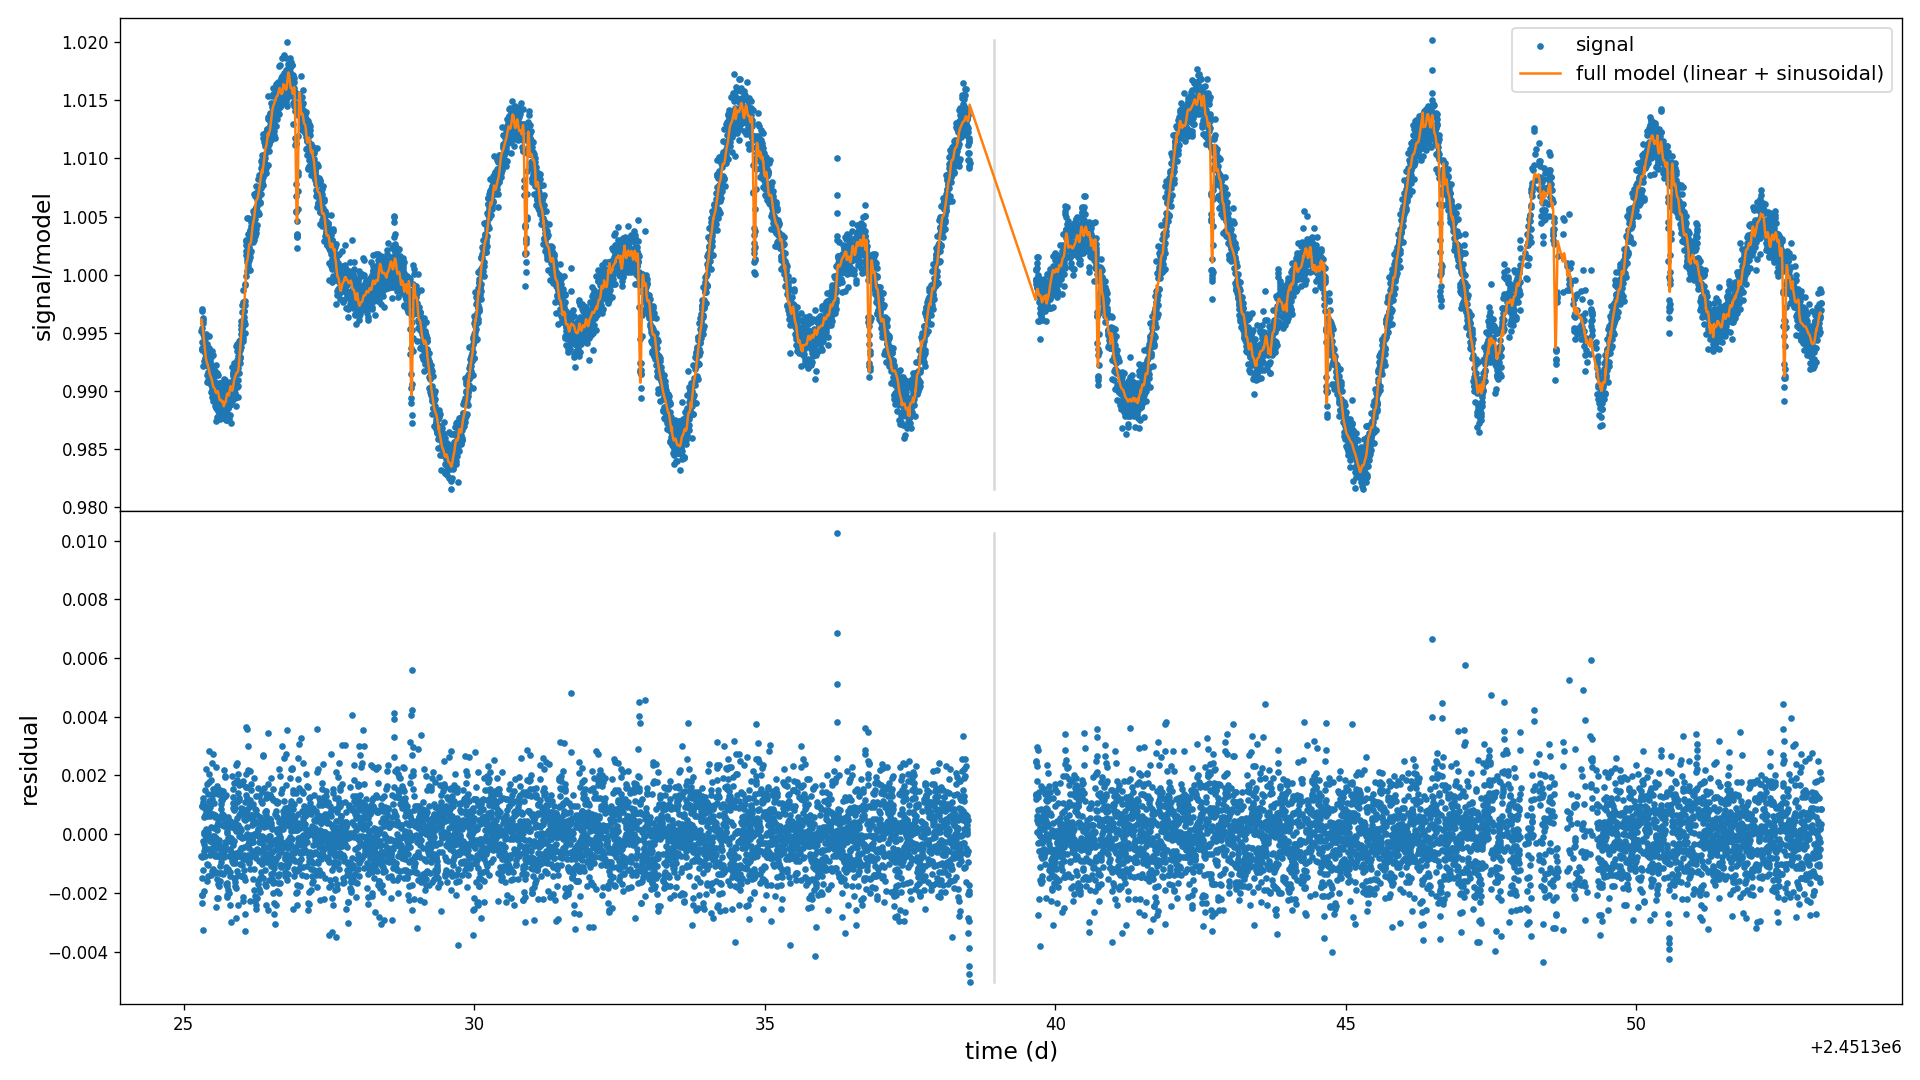 signal/model
1.020
1.015
1.010
1.005
1.000
0.995
0.990
0.985
0.980
signal
full model (linear + sinusoidal)
residual
0.010
0.008
0.006
0.004
0.002
0.000
−0.002
−0.004
25 30 35 40 45 50
time (d)
+2.4513e6